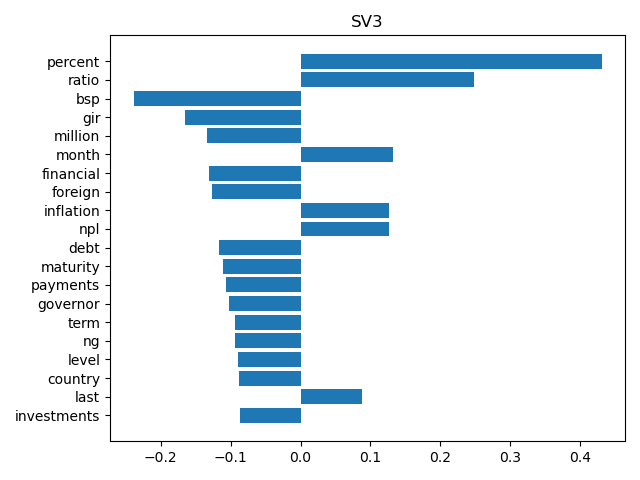 SV3
percent
ratio
bsp
gir
million
month
financial
foreign
inflation
npl
debt
maturity
payments
governor
term
ng
level
country
last
investments
−0.2 −0.1 0.0 0.1 0.2 0.3 0.4